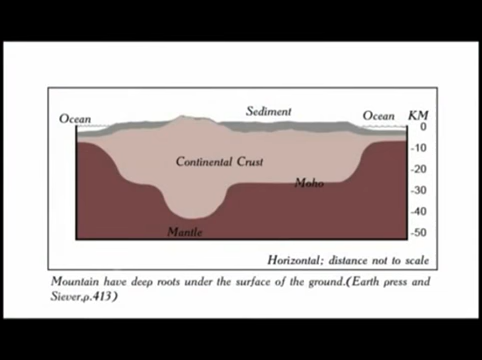 Sediment
Ocean
Ocean KM
0
-10
Continental Crust
-20
Moho
-30
-40
Mantle
-50
Horizontal; distance not to scale
Mountain have deep roots under the surface of the ground.(Earth press and
Siever,p.413)